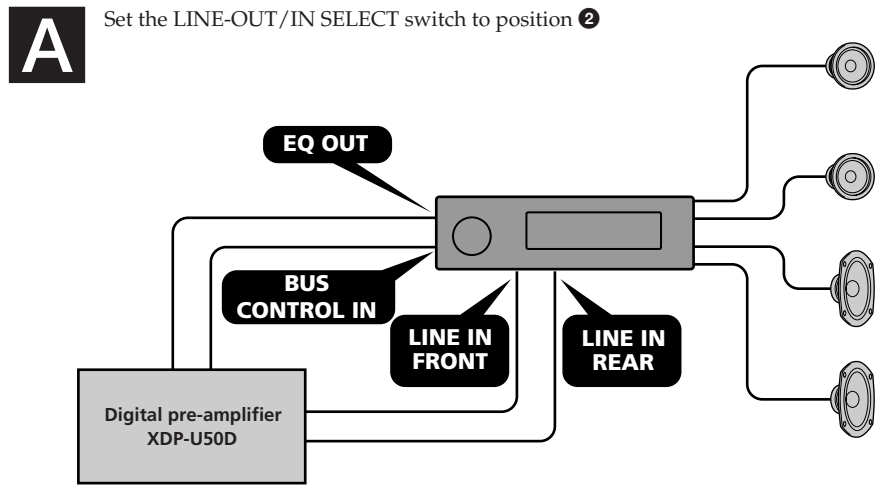 A
Set the LINE-OUT/IN SELECT switch to position ❷
EQ OUT
BUS
CONTROL IN
LINE IN
FRONT
LINE IN
REAR
Digital pre-amplifier
XDP-U50D